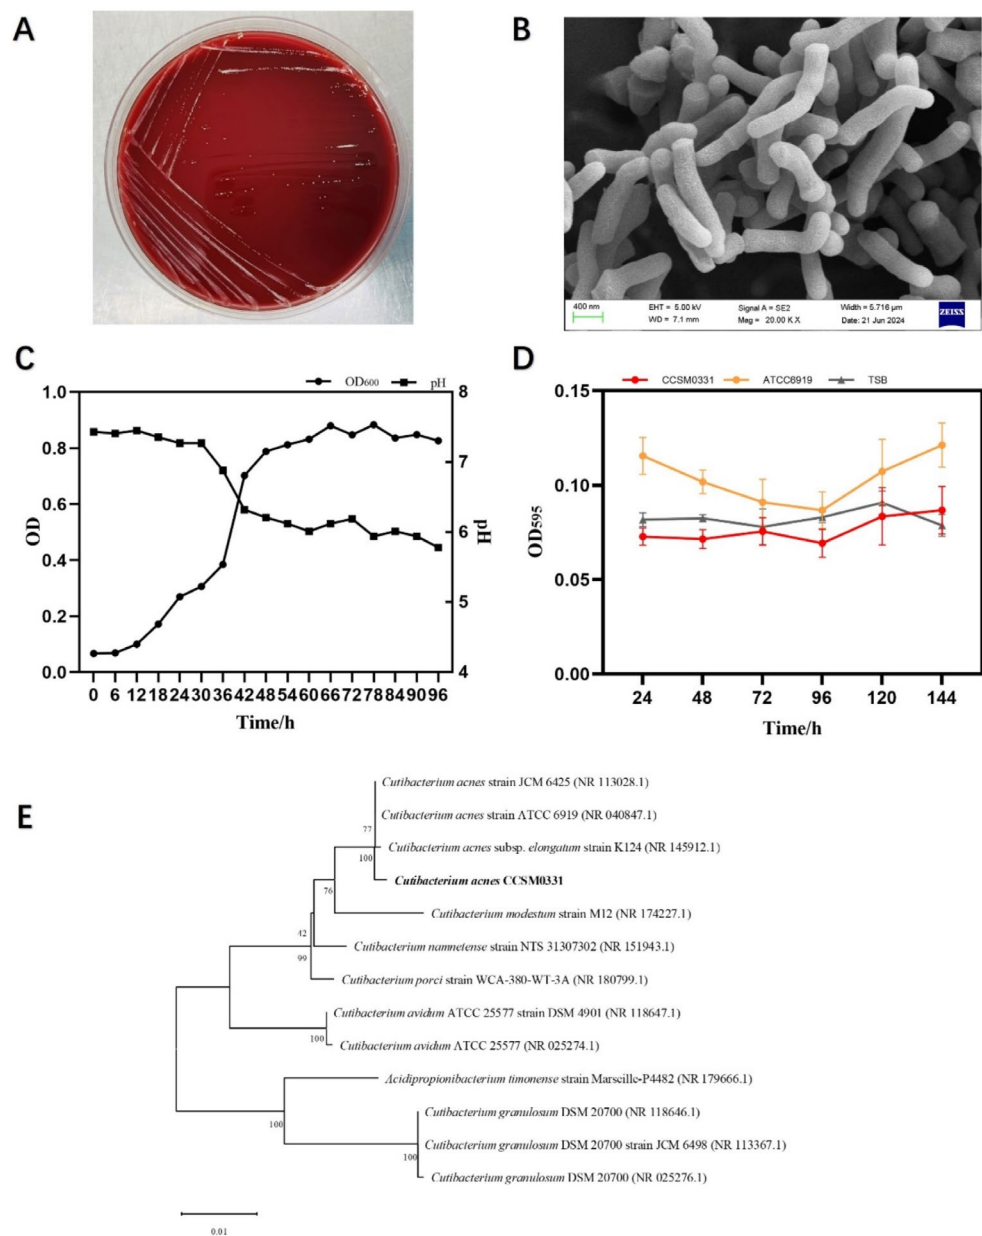 A
B
400 nm
EHT = 5.00 kV
Signal A = SE2
Width = 5.716 µm
ZEISS
WD = 7.1 mm
Mag = 20.00 K X
Date: 21 Jun 2024
C
OD600
pH
1.0
0.8
0.6
0.4
0.2
0.0
OD
8
7
6
5
4
pH
0 6 12 18 24 30 36 42 48 54 60 66 72 78 84 90 96
Time/h
D
CCSM0331
ATCC6919
TSB
0.15
0.10
0.05
0.00
OD595
24 48 72 96 120 144
Time/h
E
Cutibacterium acnes strain JCM 6425 (NR 113028.1)
Cutibacterium acnes strain ATCC 6919 (NR 040847.1)
77
Cutibacterium acnes subsp. elongatum strain K124 (NR 145912.1)
100
Cutibacterium acnes CCSM0331
76
Cutibacterium modestum strain M12 (NR 174227.1)
42
Cutibacterium namnetense strain NTS 31307302 (NR 151943.1)
99
Cutibacterium porci strain WCA-380-WT-3A (NR 180799.1)
Cutibacterium avidum ATCC 25577 strain DSM 4901 (NR 118647.1)
100
Cutibacterium avidum ATCC 25577 (NR 025274.1)
Acidipropionibacterium timonense strain Marseille-P4482 (NR 179666.1)
Cutibacterium granulosum DSM 20700 (NR 118646.1)
100
Cutibacterium granulosum DSM 20700 strain JCM 6498 (NR 113367.1)
100
Cutibacterium granulosum DSM 20700 (NR 025276.1)
0.01